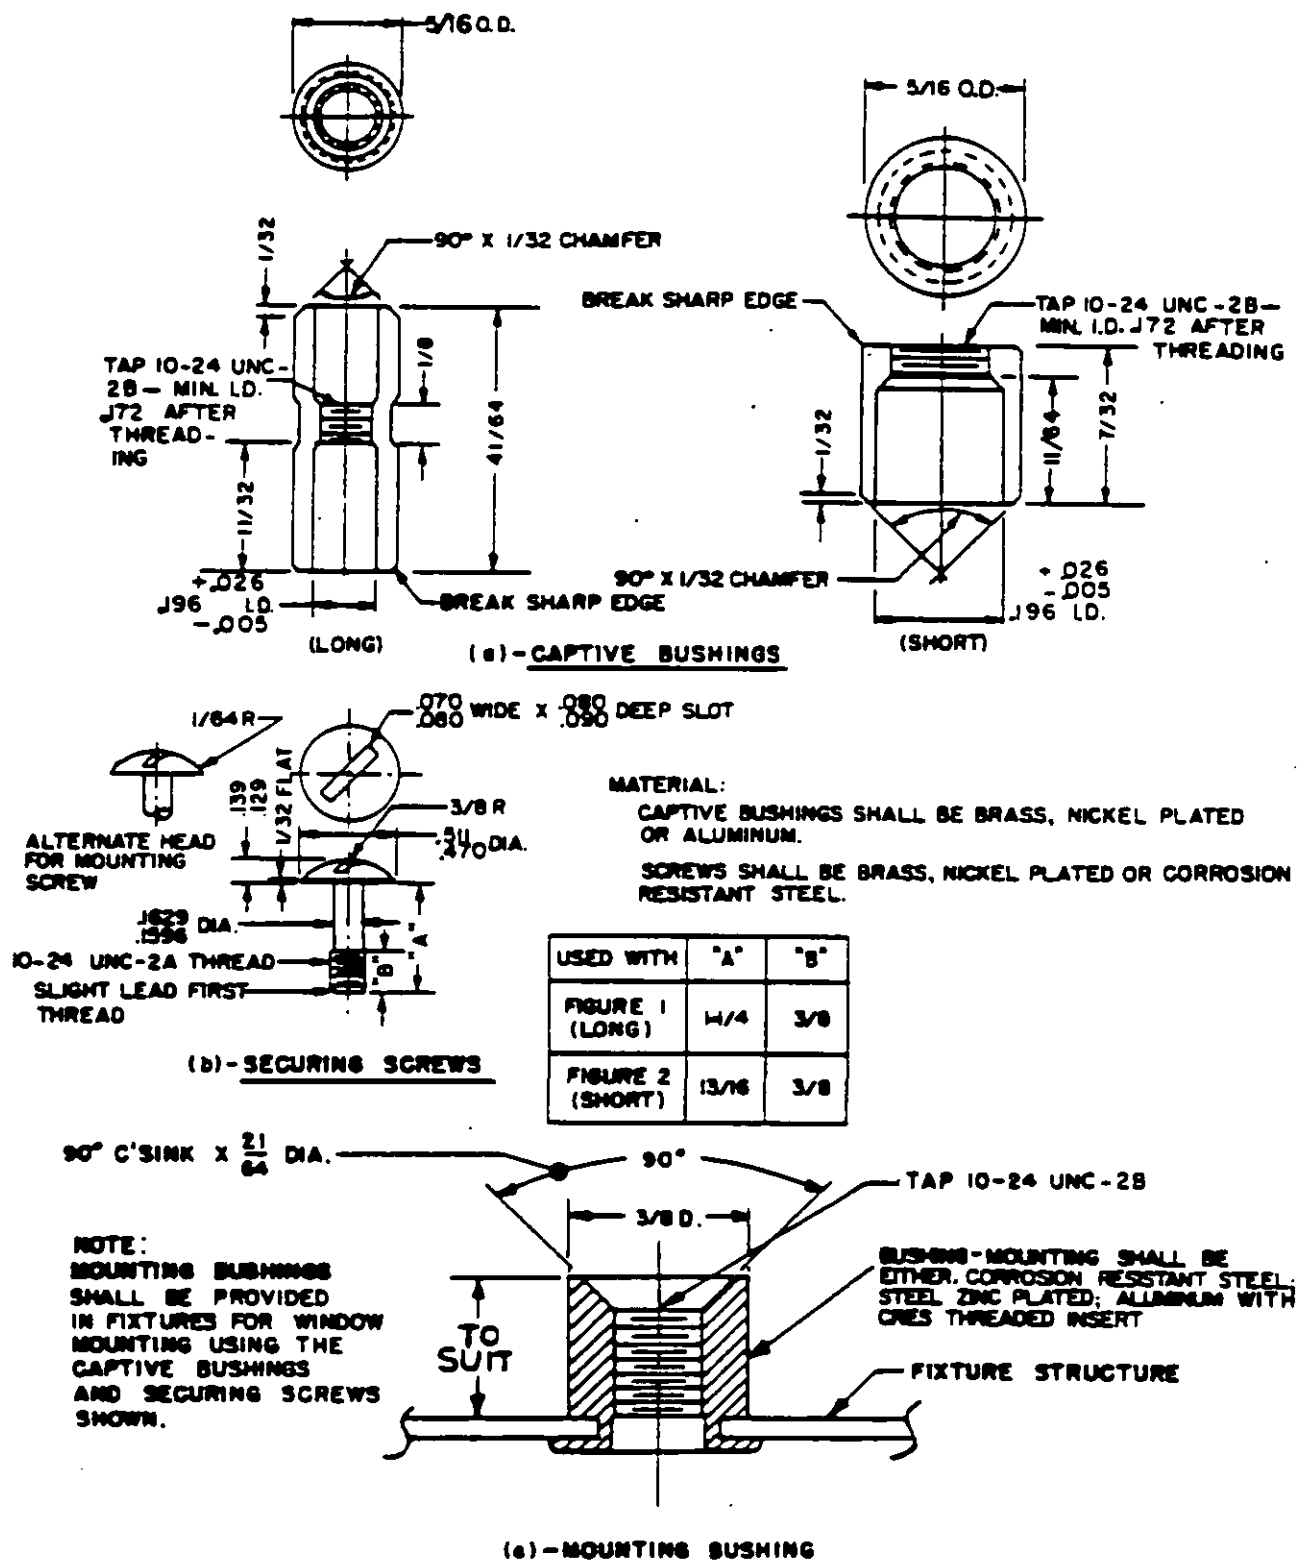 5/16 O.D.
1/32
90° X 1/32 CHAMFER
TAP 10-24 UNC-
2B — MIN. I.D.
.172 AFTER
THREAD-
ING
1/8
41/64
11/32
+.026
.196 I.D.
-.005
BREAK SHARP EDGE
(LONG)
5/16 O.D.
BREAK SHARP EDGE
TAP 10-24 UNC-2B—
MIN. I.D. .172 AFTER
THREADING
1/32
11/64
7/32
90° X 1/32 CHAMFER
+.026
-.005
.196 I.D.
(SHORT)
(a)-CAPTIVE BUSHINGS
1/64 R
.070
.080 WIDE X .080
.090 DEEP SLOT
.139
.129
1/32 FLAT
3/8 R
.470 DIA.
ALTERNATE HEAD
FOR MOUNTING
SCREW
.1629
.1596 DIA.
"A"
"B"
10-24 UNC-2A THREAD
SLIGHT LEAD FIRST
THREAD
(b)-SECURING SCREWS
MATERIAL:
CAPTIVE BUSHINGS SHALL BE BRASS, NICKEL PLATED
OR ALUMINUM.
SCREWS SHALL BE BRASS, NICKEL PLATED OR CORROSION
RESISTANT STEEL.
USED WITH "A" "B"
FIGURE 1
(LONG) 1-1/4 3/8
FIGURE 2
(SHORT) 13/16 3/8
90° C'SINK X 21/64 DIA.
90°
TAP 10-24 UNC-2B
3/8 D.
NOTE:
MOUNTING BUSHINGS
SHALL BE PROVIDED
IN FIXTURES FOR WINDOW
MOUNTING USING THE
CAPTIVE BUSHINGS
AND SECURING SCREWS
SHOWN.
TO
SUIT
BUSHING-MOUNTING SHALL BE
EITHER. CORROSION RESISTANT STEEL;
STEEL ZINC PLATED; ALUMINUM WITH
CRES THREADED INSERT
FIXTURE STRUCTURE
(c)-MOUNTING BUSHING